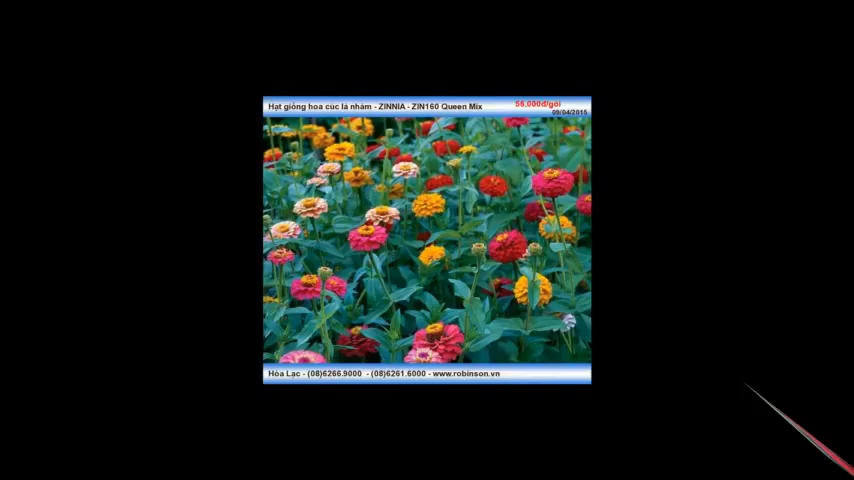 Hạt giống hoa cúc lá nhám - ZINNIA - ZIN160 Queen Mix
56.000đ/gói
09/04/2015
Hòa Lạc - (08)6266.9000 - (08)6261.6000 - www.robinson.vn